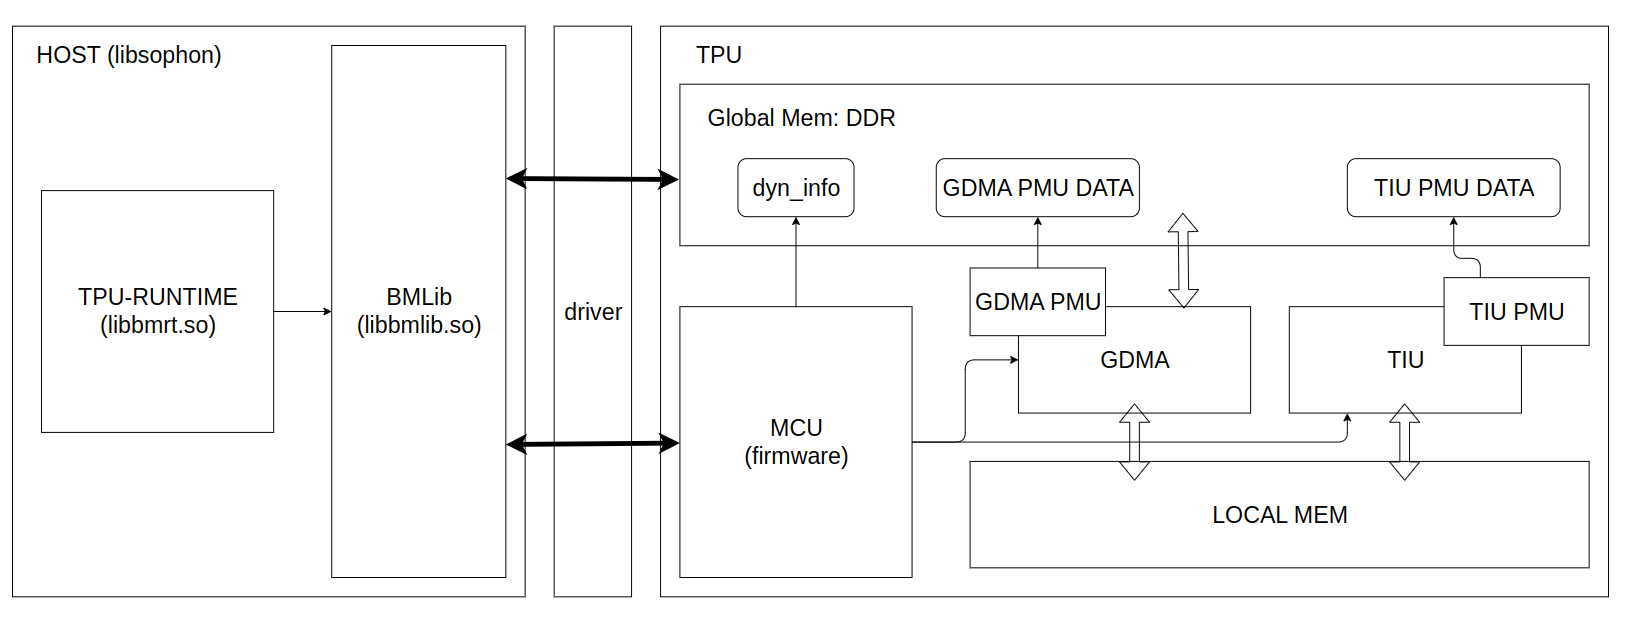 HOST (libsophon)
TPU-RUNTIME
(libbmrt.so)
BMLib
(libbmlib.so)
driver
TPU
Global Mem: DDR
dyn_info
GDMA PMU DATA
TIU PMU DATA
GDMA PMU
TIU PMU
GDMA
TIU
MCU
(firmware)
LOCAL MEM